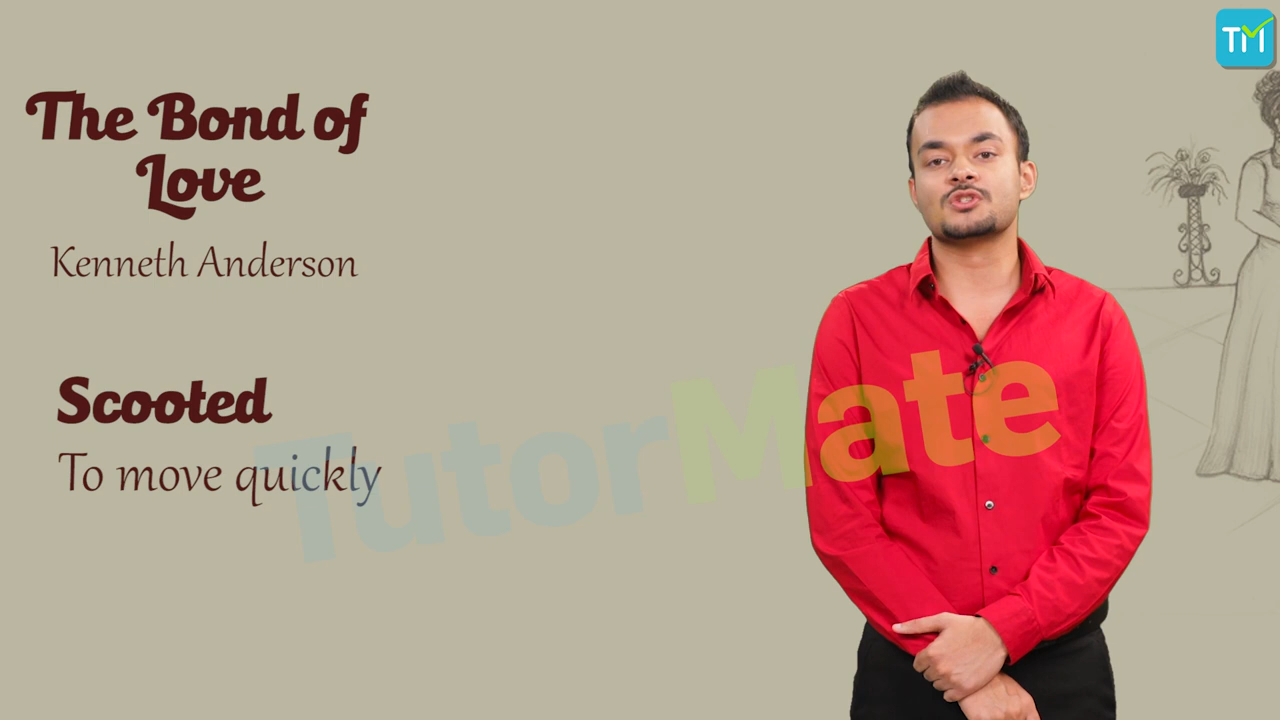 The Bond of
Love
Kenneth Anderson
Scooted
To move quickly
TutorMate
TM